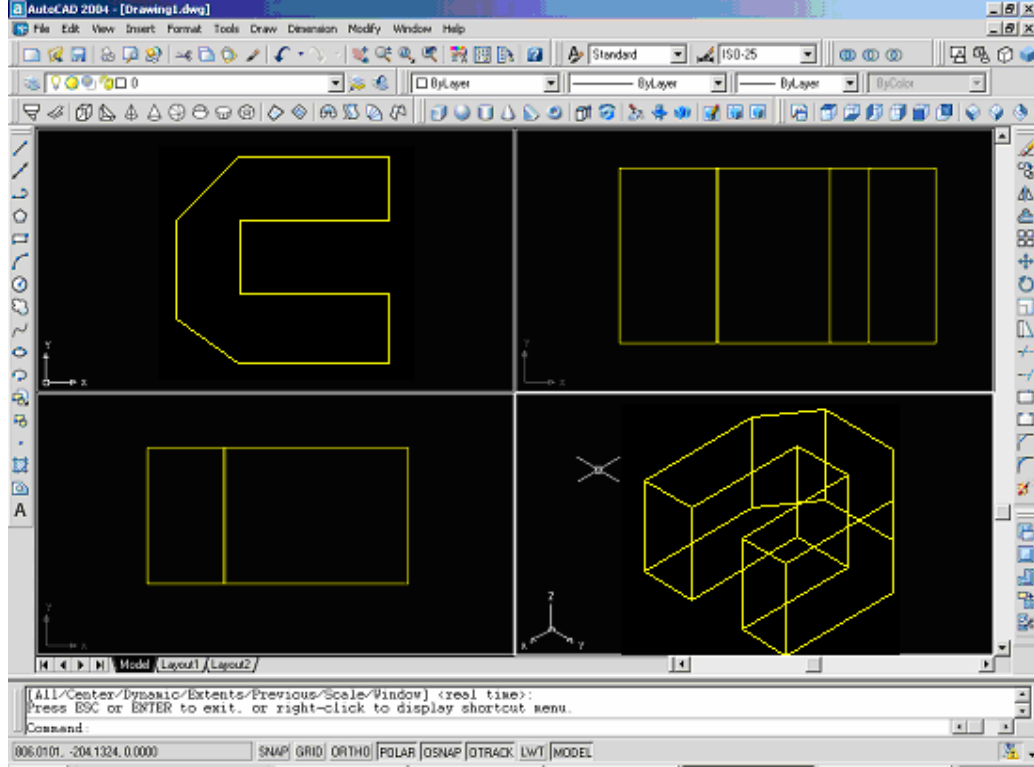 AutoCAD 2004 - [Drawing1.dwg]
File Edit View Insert Format Tools Draw Dimension Modify Window Help
Standard ISO-25
0 ByLayer ByLayer ByLayer ByColor
A
Y
X
Y
X
Y
X
Z
X
Y
Model Layout1 Layout2
[All/Center/Dynamic/Extents/Previous/Scale/Window] <real time>:
Press ESC or ENTER to exit, or right-click to display shortcut menu.
Command:
806.0101, -204.1324, 0.0000 SNAP GRID ORTHO POLAR OSNAP OTRACK LWT MODEL